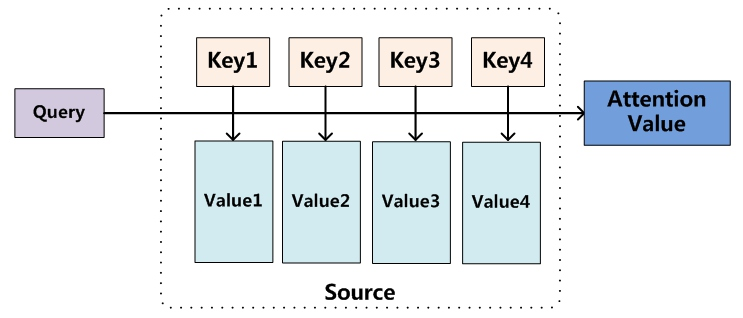 Key1 Key2 Key3 Key4
Query
Attention
Value
Value1 Value2 Value3 Value4
Source